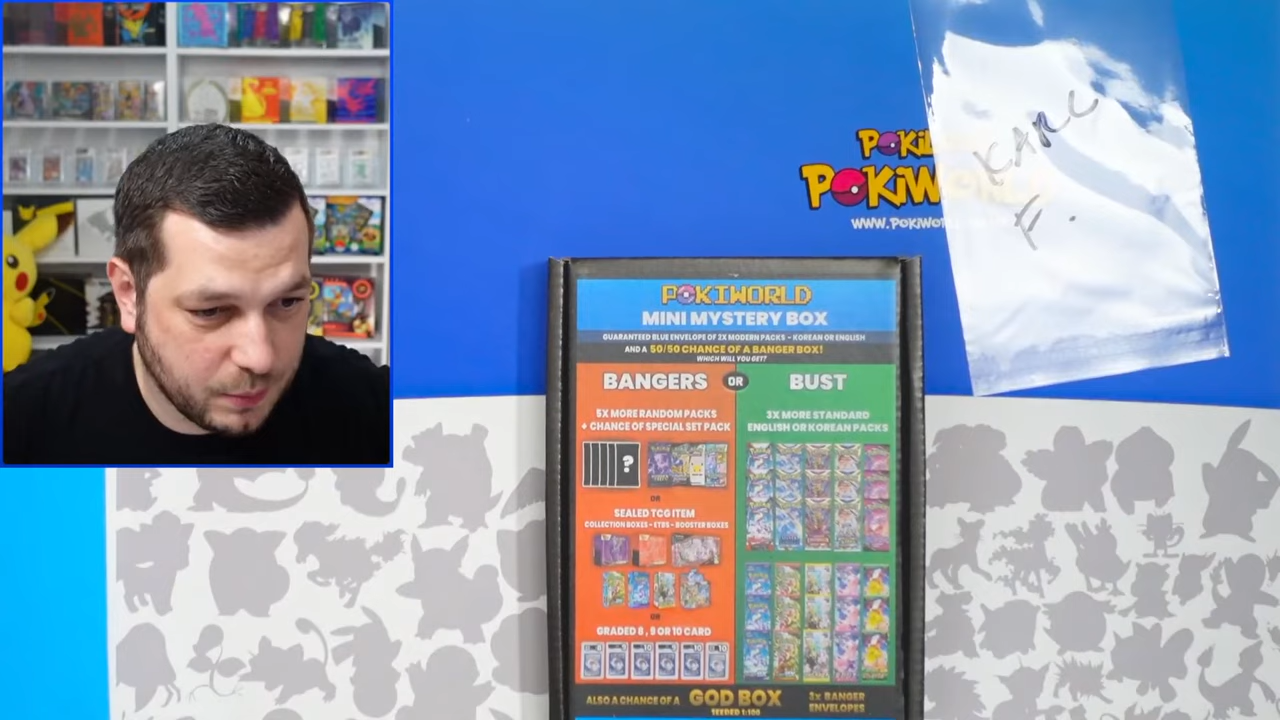 KARL
F.
POKIWORLD
MINI MYSTERY BOX
GUARANTEED BLUE ENVELOPE OF 2X MODERN PACKS - KOREAN OR ENGLISH
AND A 50/50 CHANCE OF A BANGER BOX!
WHICH WILL YOU GET?
BANGERS OR BUST
5X MORE RANDOM PACKS
+ CHANCE OF SPECIAL SET PACK
?
OR
SEALED TCG ITEM
COLLECTION BOXES - ETBS - BOOSTER BOXES
OR
GRADED 8, 9 OR 10 CARD
3X MORE STANDARD
ENGLISH OR KOREAN PACKS
ALSO A CHANCE OF A GOD BOX
SEEDED 1:100
3X BANGER
ENVELOPES